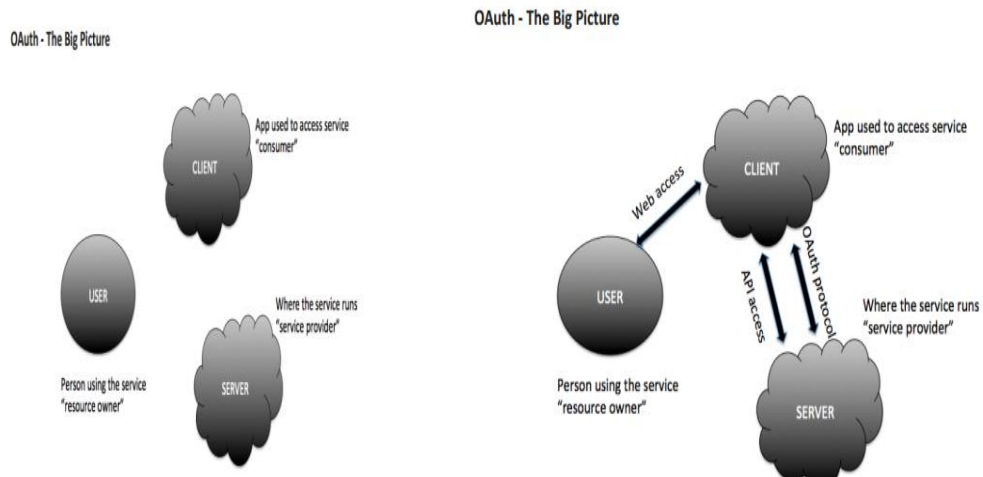 OAuth - The Big Picture
CLIENT
App used to access service
“consumer”
USER
Person using the service
“resource owner”
Where the service runs
“service provider”
SERVER
OAuth - The Big Picture
CLIENT
App used to access service
“consumer”
Web access
USER
Person using the service
“resource owner”
API access
OAuth protocol
Where the service runs
“service provider”
SERVER